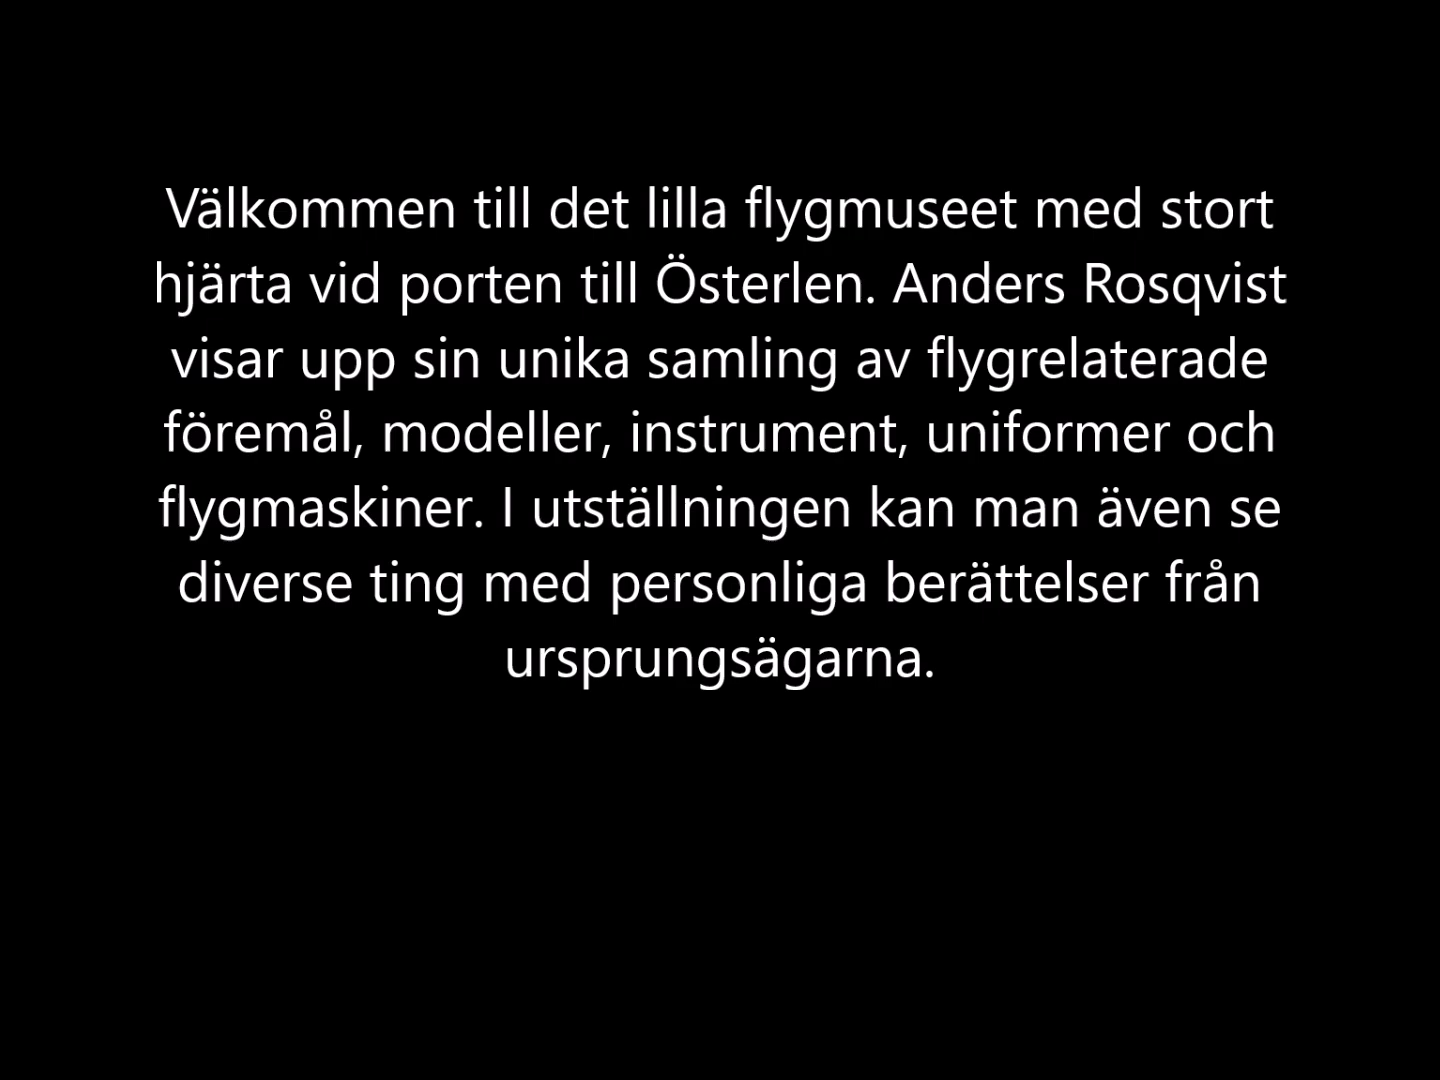 Välkommen till det lilla flygmuseet med stort
hjärta vid porten till Österlen. Anders Rosqvist
visar upp sin unika samling av flygrelaterade
föremål, modeller, instrument, uniformer och
flygmaskiner. I utställningen kan man även se
diverse ting med personliga berättelser från
ursprungsägarna.